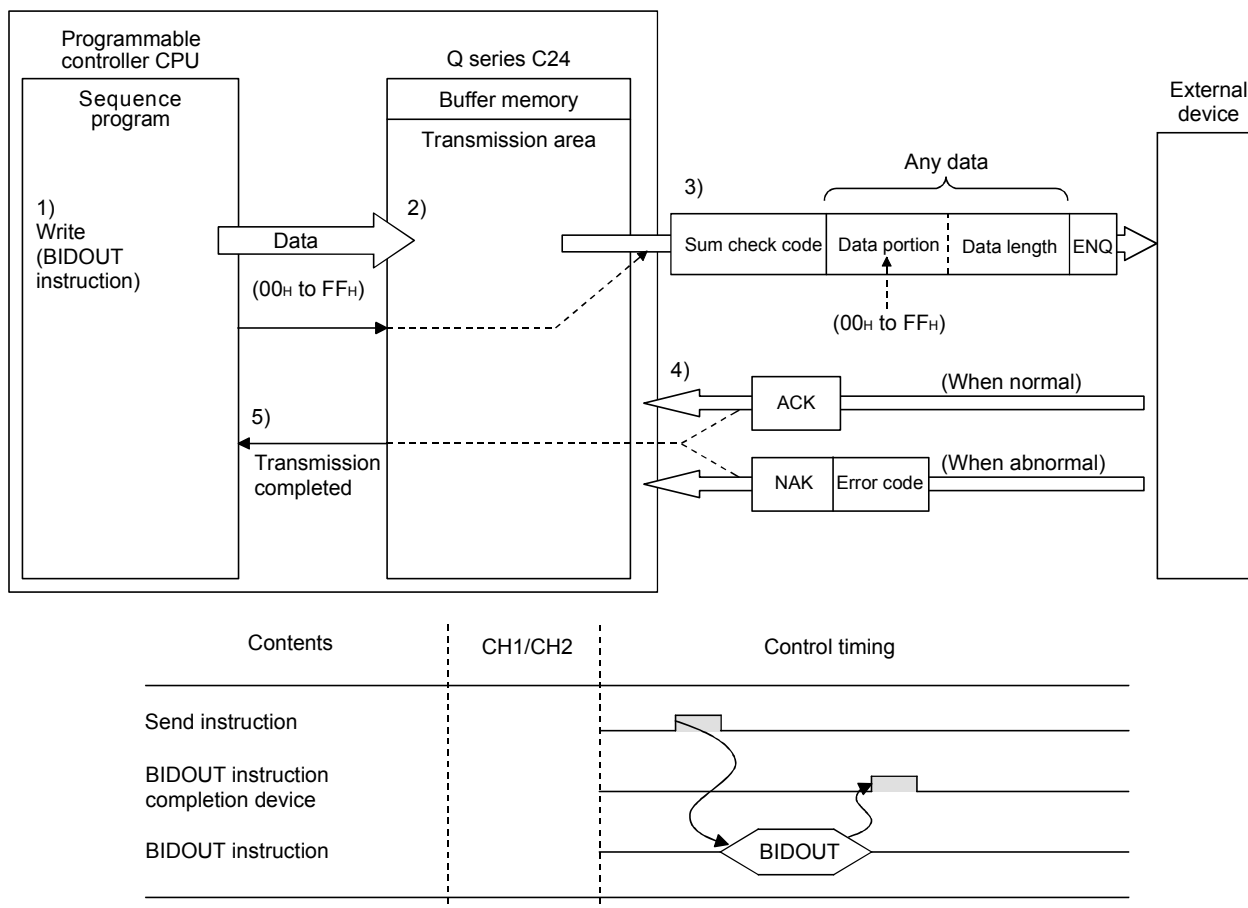 Programmable
controller CPU
Sequence
program
1)
Write
(BIDOUT
instruction)
Data
(00H to FFH)
5)
Transmission
completed
Q series C24
Buffer memory
Transmission area
2)
3)
Any data
Sum check code
Data portion
Data length
ENQ
(00H to FFH)
4)
ACK
(When normal)
NAK
Error code
(When abnormal)
External
device
Contents
CH1/CH2
Control timing
Send instruction
BIDOUT instruction
completion device
BIDOUT instruction
BIDOUT